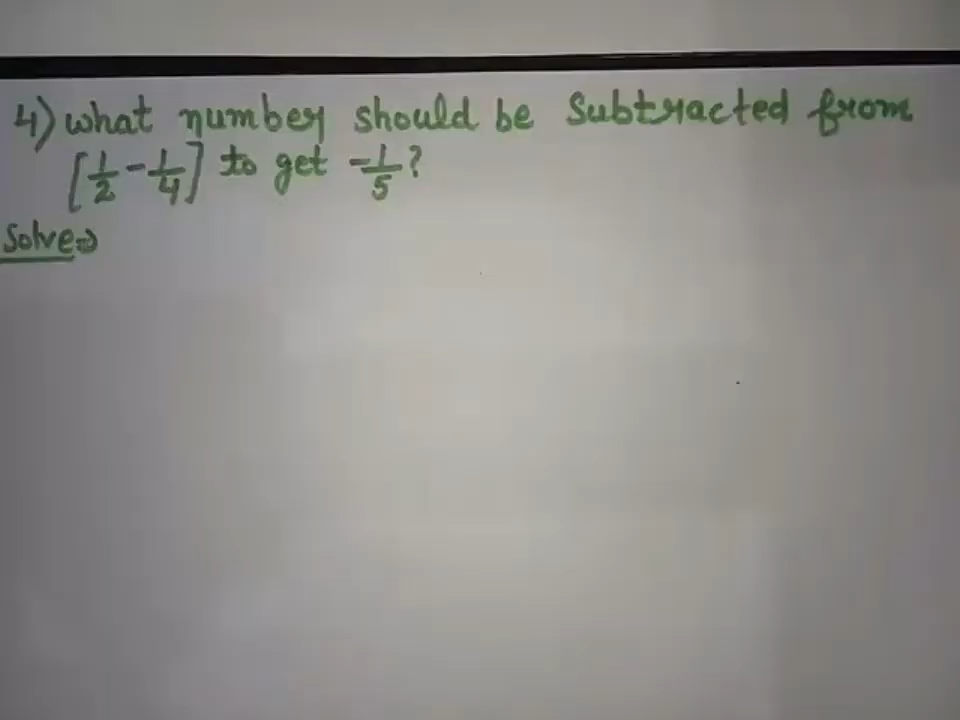 4) what number should be subtracted from
[1/2 - 1/4] to get -1/5?
Solve⇒